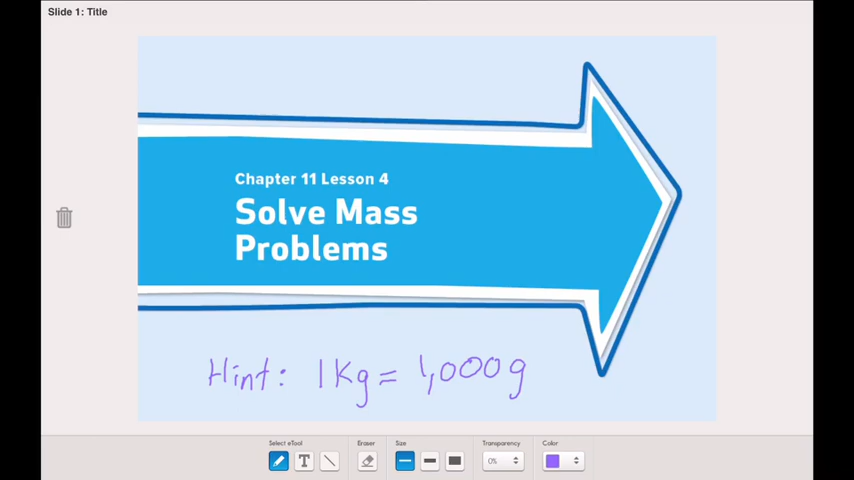 Slide 1: Title
Chapter 11 Lesson 4
Solve Mass
Problems
Hint: 1Kg = 1,000g
Select eTool
Eraser
Size
Transparency
Color
T
0%